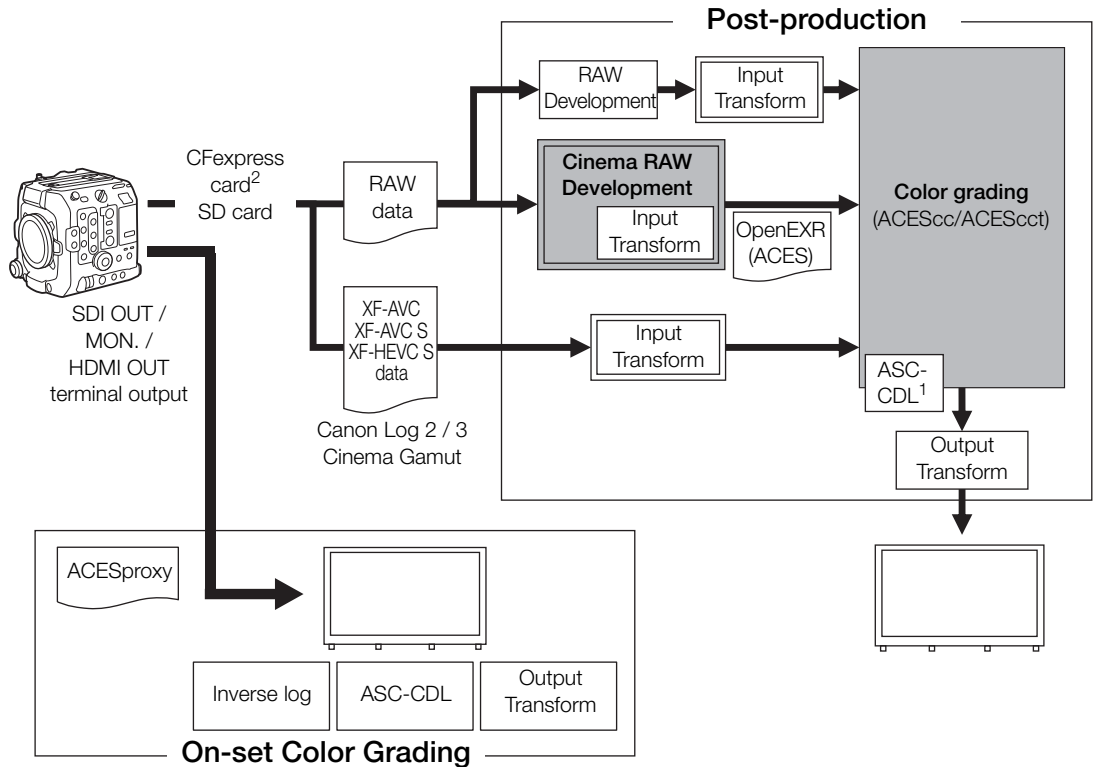 Post-production
RAW
Development
Input
Transform
CFexpress
card2
SD card
RAW
data
Cinema RAW
Development
Input
Transform
OpenEXR
(ACES)
Color grading
(ACEScc/ACEScct)
SDI OUT /
MON. /
HDMI OUT
terminal output
XF-AVC
XF-AVC S
XF-HEVC S
data
Canon Log 2 / 3
Cinema Gamut
Input
Transform
ASC-
CDL1
Output
Transform
ACESproxy
Inverse log
ASC-CDL
Output
Transform
On-set Color Grading